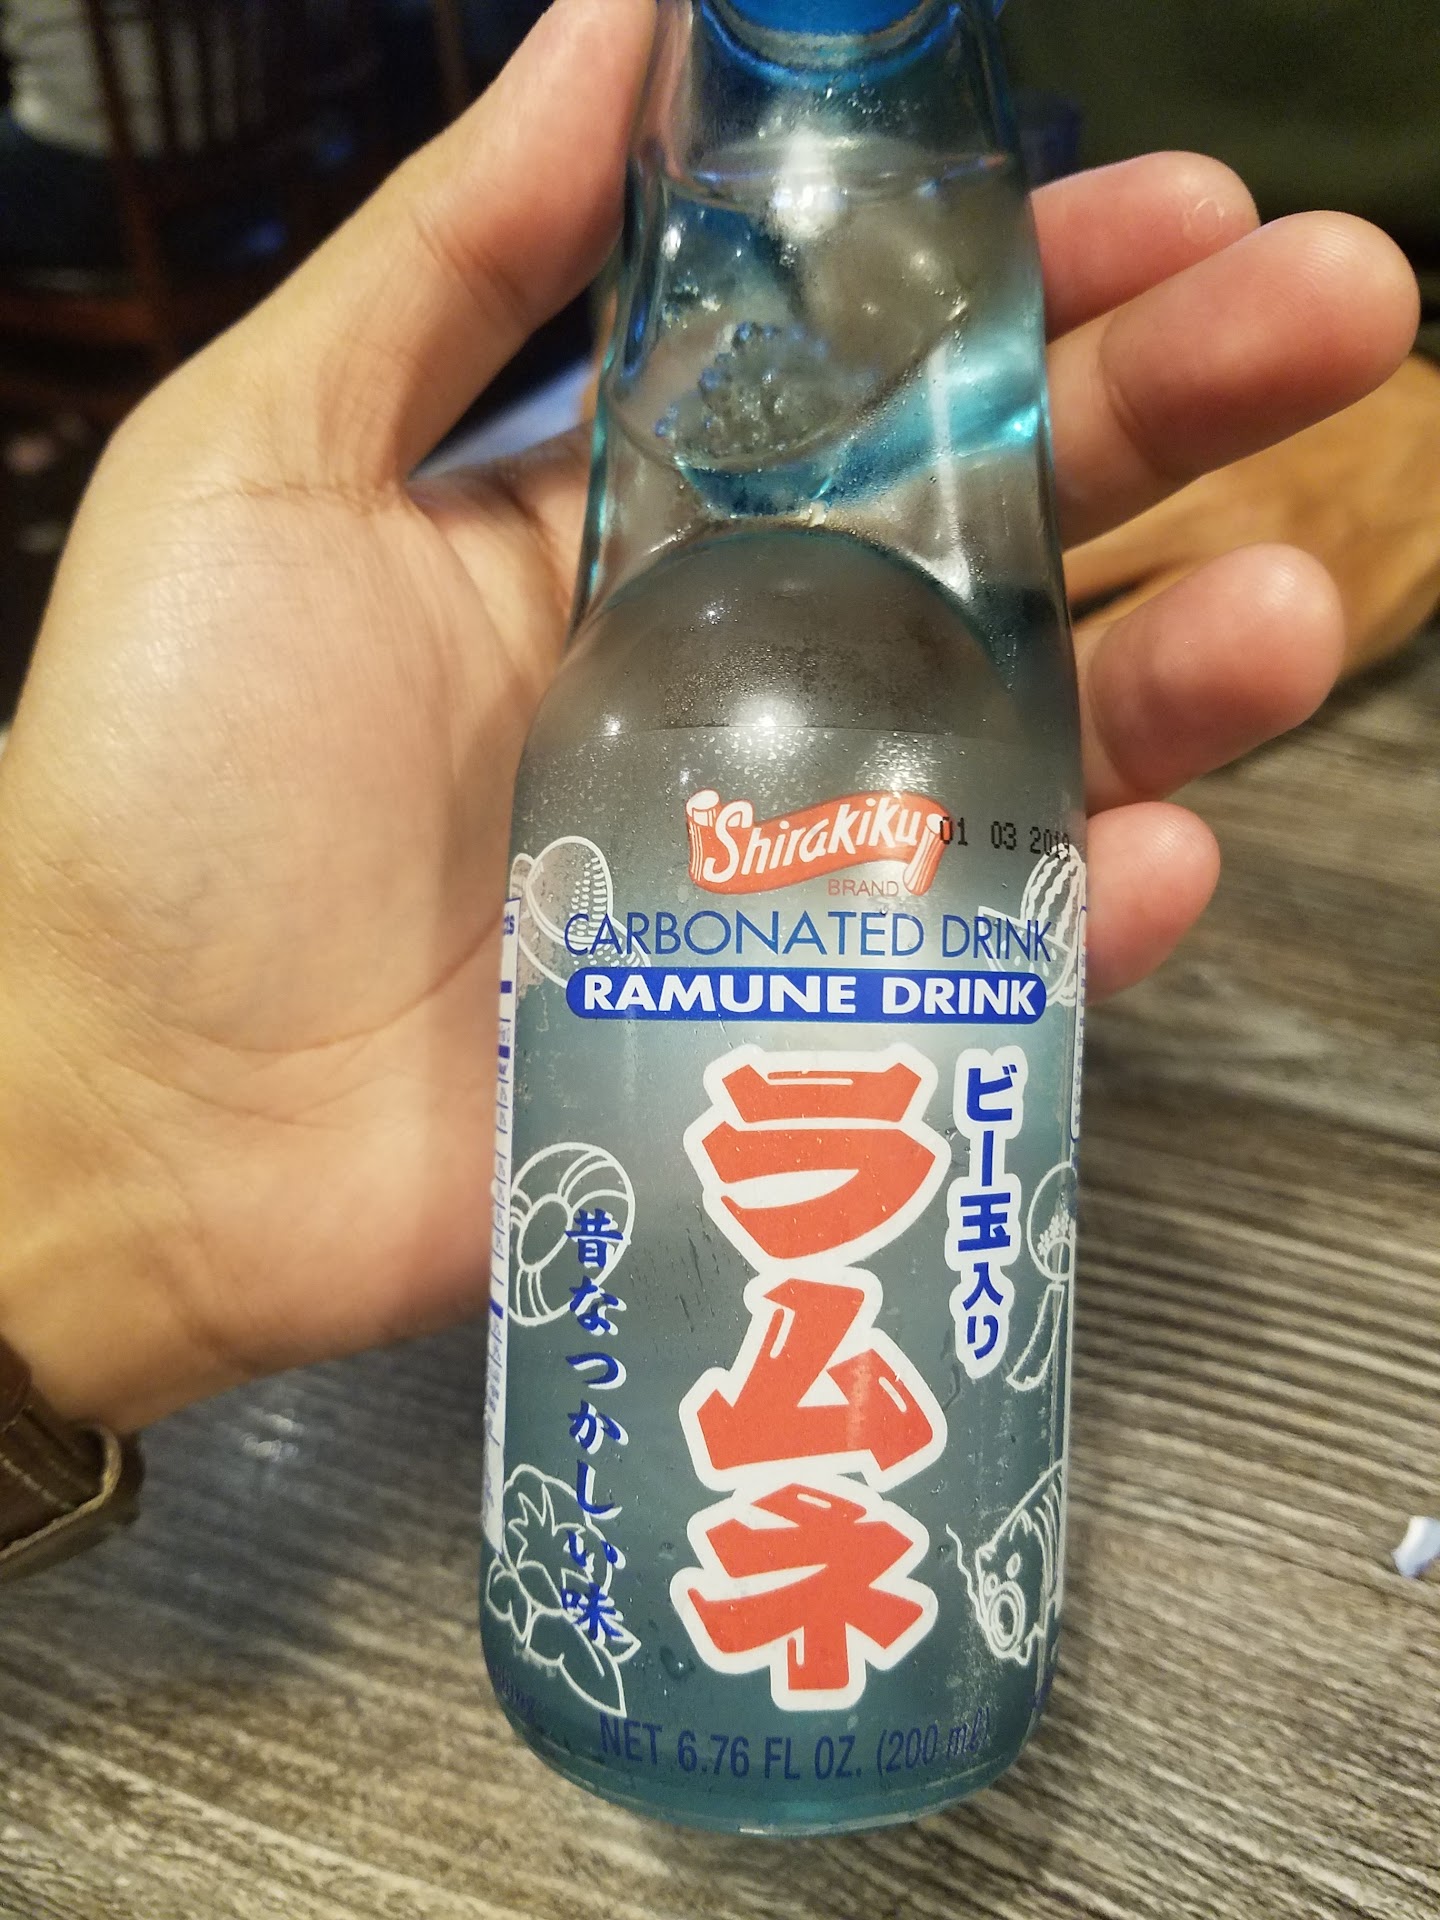 Shirakiku
BRAND
01 03 2019
CARBONATED DRINK
RAMUNE DRINK
ビー玉入り
ラムネ
昔なつかしい味
NET 6.76 FL OZ. (200 ml)